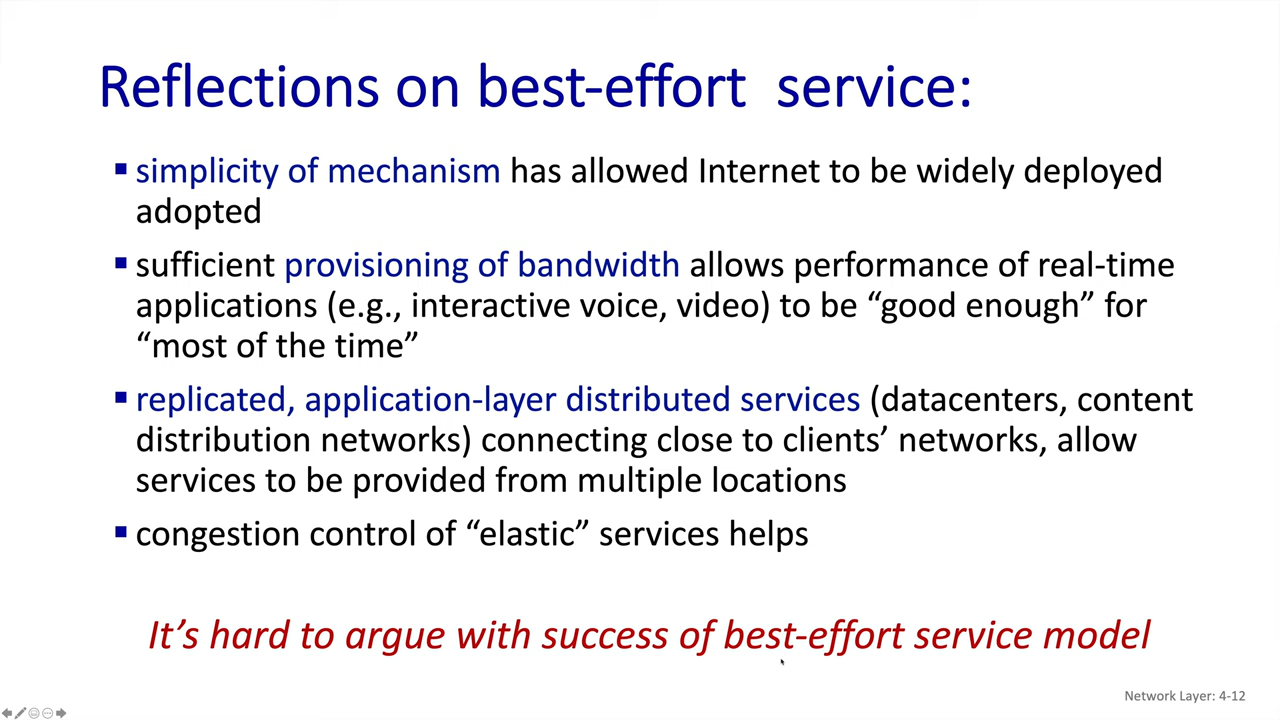 Reflections on best-effort  service:
▪ simplicity of mechanism has allowed Internet to be widely deployed
adopted
▪ sufficient provisioning of bandwidth allows performance of real-time
applications (e.g., interactive voice, video) to be “good enough” for
“most of the time”
▪ replicated, application-layer distributed services (datacenters, content
distribution networks) connecting close to clients’ networks, allow
services to be provided from multiple locations
▪ congestion control of “elastic” services helps
It’s hard to argue with success of best-effort service model
Network Layer: 4-12